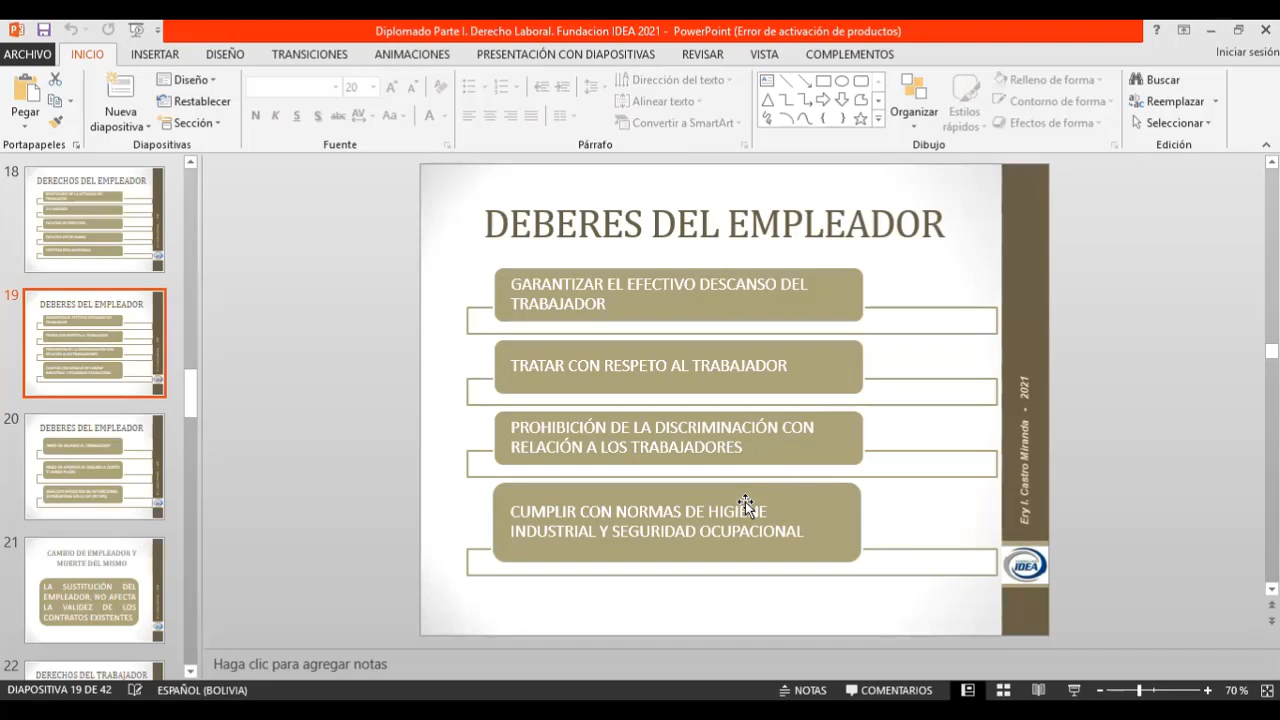 Diplomado Parte I. Derecho Laboral. Fundacion IDEA 2021 - PowerPoint (Error de activación de productos)
?
ARCHIVO INICIO INSERTAR DISEÑO TRANSICIONES ANIMACIONES PRESENTACIÓN CON DIAPOSITIVAS REVISAR VISTA COMPLEMENTOS Iniciar sesión
Pegar
Nueva diapositiva
Diseño
Restablecer
Sección
20
N K S S abc AV Aa A
Dirección del texto
Alinear texto
Convertir a SmartArt
Organizar
Estilos rápidos
Relleno de forma
Contorno de forma
Efectos de forma
Buscar
Reemplazar
Seleccionar
Portapapeles Diapositivas Fuente Párrafo Dibujo Edición
18
DERECHOS DEL EMPLEADOR
19
DEBERES DEL EMPLEADOR
20
DEBERES DEL EMPLEADOR
21
CAMBIO DE EMPLEADOR Y
MUERTE DEL MISMO
LA SUSTITUCIÓN DEL
EMPLEADOR, NO AFECTA
LA VALIDEZ DE LOS
CONTRATOS EXISTENTES
22
DERECHOS DEL TRABAJADOR
DEBERES DEL EMPLEADOR
GARANTIZAR EL EFECTIVO DESCANSO DEL
TRABAJADOR
TRATAR CON RESPETO AL TRABAJADOR
PROHIBICIÓN DE LA DISCRIMINACIÓN CON
RELACIÓN A LOS TRABAJADORES
CUMPLIR CON NORMAS DE HIGIENE
INDUSTRIAL Y SEGURIDAD OCUPACIONAL
Ery I. Castro Miranda • 2021
IDEA
Haga clic para agregar notas
DIAPOSITIVA 19 DE 42 ESPAÑOL (BOLIVIA) NOTAS COMENTARIOS 70 %